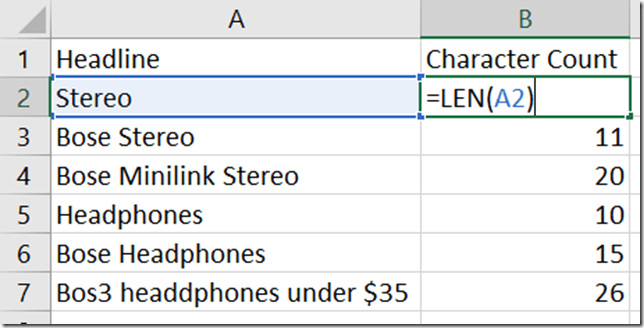 A B
1 Headline Character Count
2 Stereo =LEN(A2)
3 Bose Stereo 11
4 Bose Minilink Stereo 20
5 Headphones 10
6 Bose Headphones 15
7 Bos3 headdphones under $35 26